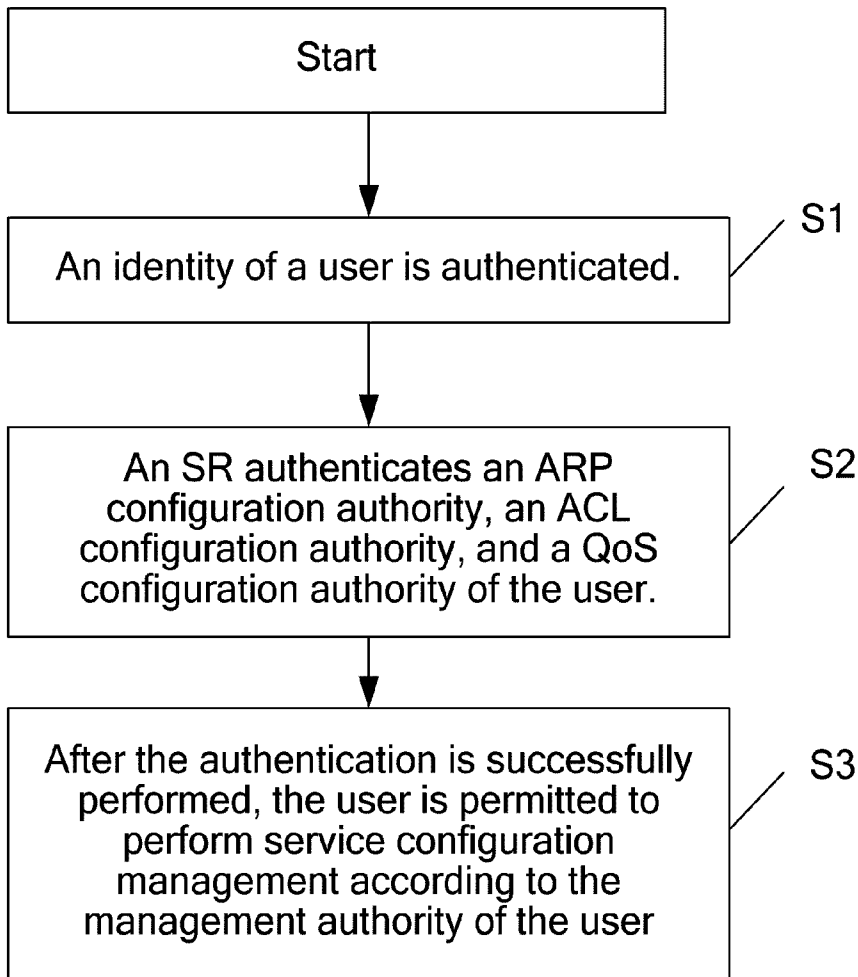 Start
S1
An identity of a user is authenticated.
S2
An SR authenticates an ARP
configuration authority, an ACL
configuration authority, and a QoS
configuration authority of the user.
S3
After the authentication is successfully
performed, the user is permitted to
perform service configuration
management according to the
management authority of the user